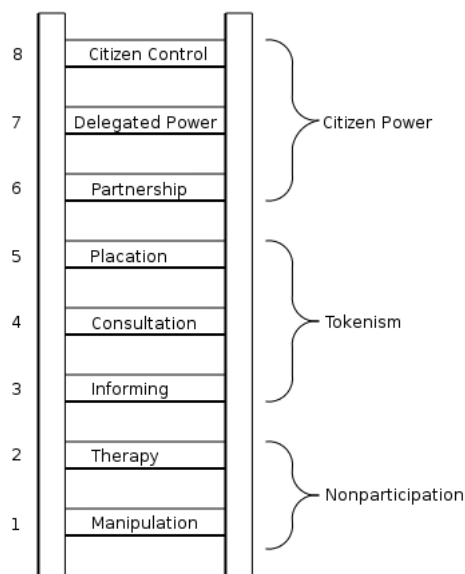 8 Citizen Control
7 Delegated Power
Citizen Power
6 Partnership
5 Placation
4 Consultation
Tokenism
3 Informing
2 Therapy
Nonparticipation
1 Manipulation